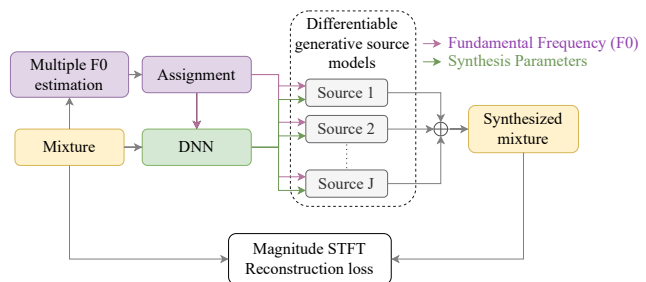 Differentiable
generative source
models
Fundamental Frequency (F0)
Synthesis Parameters
Multiple F0
estimation
Assignment
Source 1
Mixture
DNN
Source 2
Synthesized
mixture
Source J
Magnitude STFT
Reconstruction loss